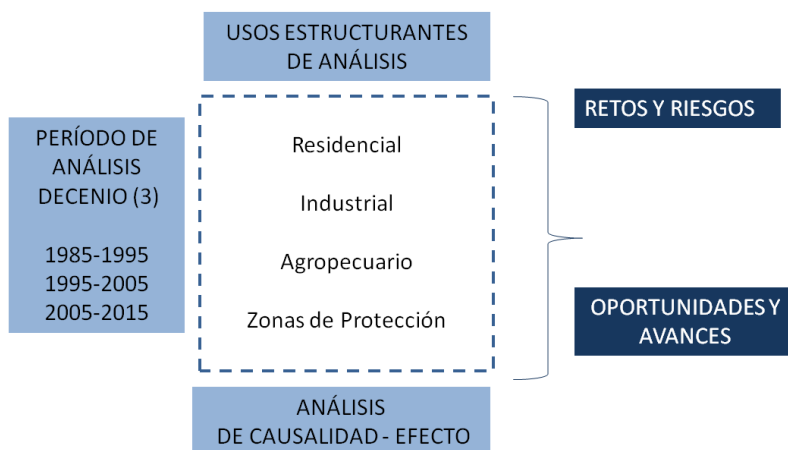 USOS ESTRUCTURANTES
DE ANÁLISIS
PERÍODO DE
ANÁLISIS
DECENIO (3)
1985-1995
1995-2005
2005-2015
Residencial
Industrial
Agropecuario
Zonas de Protección
ANÁLISIS
DE CAUSALIDAD - EFECTO
RETOS Y RIESGOS
OPORTUNIDADES Y
AVANCES